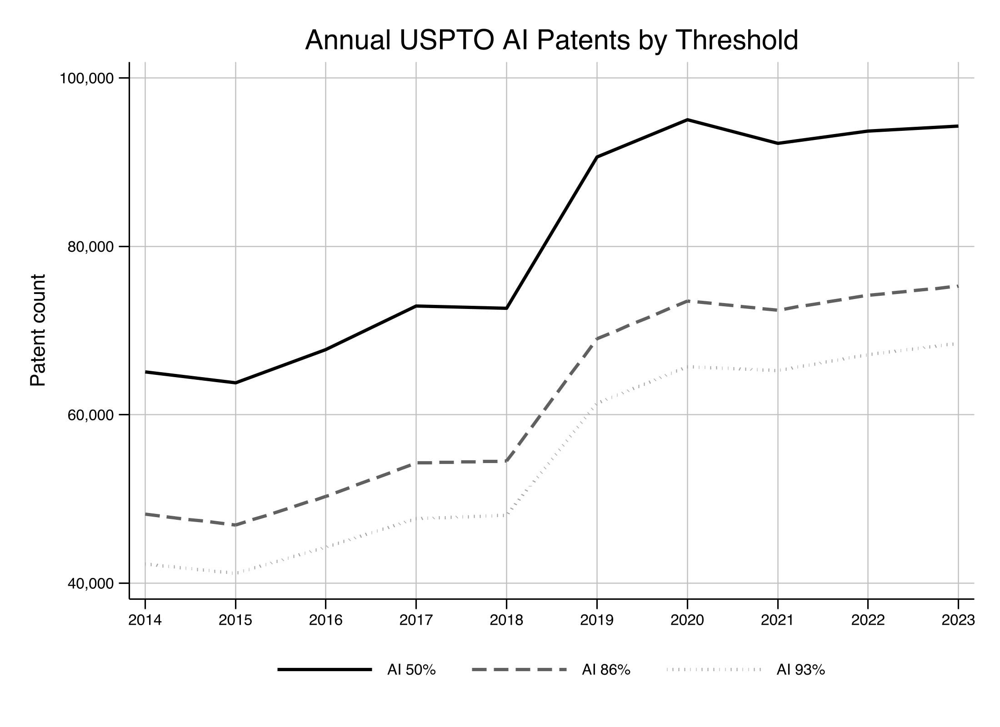 Annual USPTO AI Patents by Threshold
100,000
80,000
60,000
40,000
Patent count
2014 2015 2016 2017 2018 2019 2020 2021 2022 2023
AI 50% AI 86% AI 93%